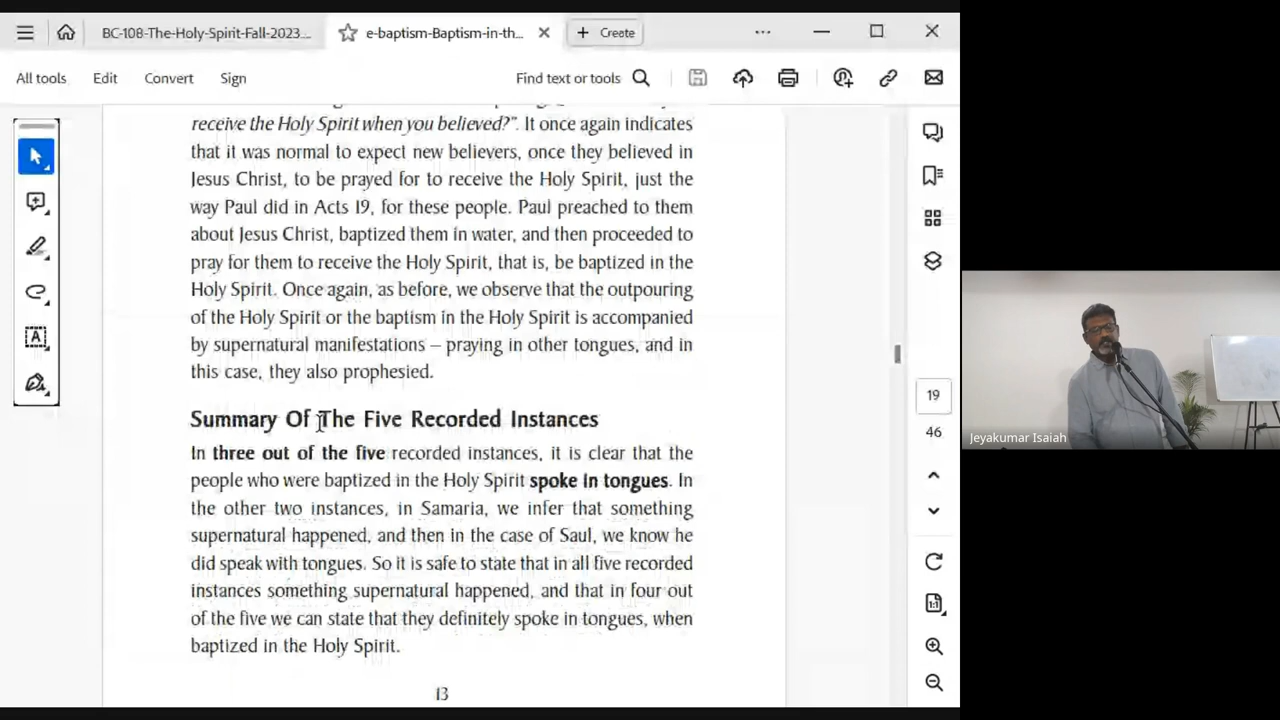 BC-108-The-Holy-Spirit-Fall-2023...
e-baptism-Baptism-in-th...
Create
All tools
Edit
Convert
Sign
Find text or tools
receive the Holy Spirit when you believed?". It once again indicates
that it was normal to expect new believers, once they believed in
Jesus Christ, to be prayed for to receive the Holy Spirit, just the
way Paul did in Acts 19, for these people. Paul preached to them
about Jesus Christ, baptized them in water, and then proceeded to
pray for them to receive the Holy Spirit, that is, be baptized in the
Holy Spirit. Once again, as before, we observe that the outpouring
of the Holy Spirit or the baptism in the Holy Spirit is accompanied
by supernatural manifestations – praying in other tongues, and in
this case, they also prophesied.
Summary Of The Five Recorded Instances
In three out of the five recorded instances, it is clear that the
people who were baptized in the Holy Spirit spoke in tongues. In
the other two instances, in Samaria, we infer that something
supernatural happened, and then in the case of Saul, we know he
did speak with tongues. So it is safe to state that in all five recorded
instances something supernatural happened, and that in four out
of the five we can state that they definitely spoke in tongues, when
baptized in the Holy Spirit.
13
19
46
1:1
Jeyakumar Isaiah